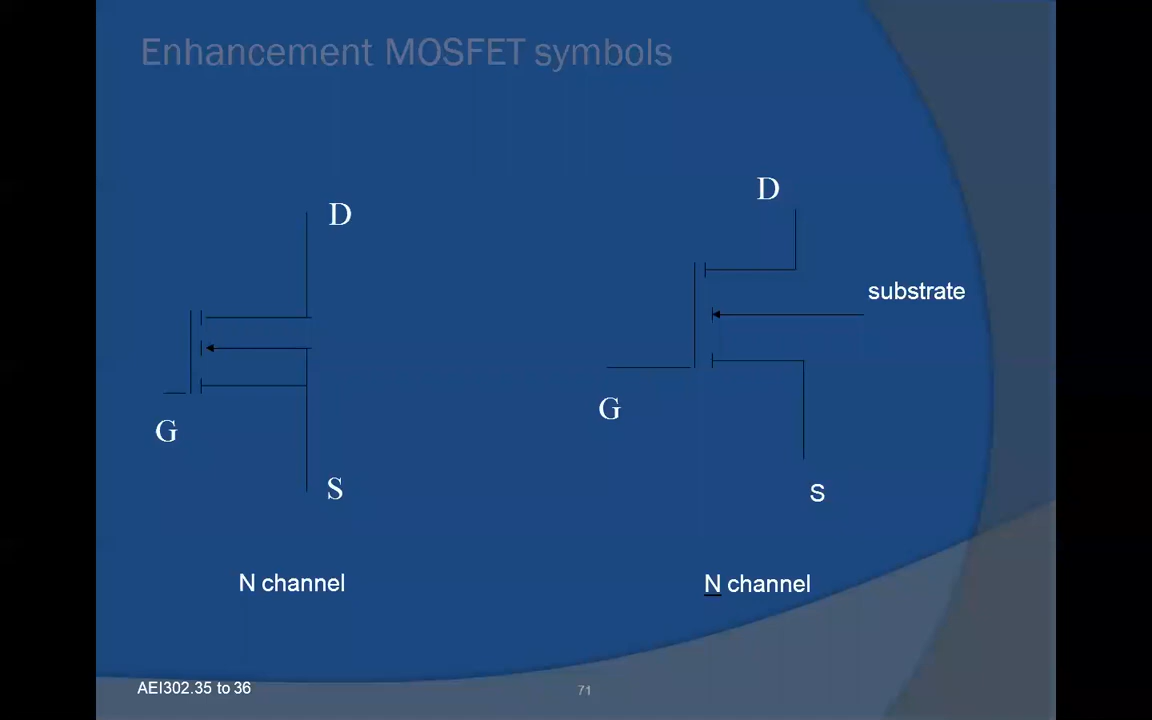 Enhancement MOSFET symbols
D
D
substrate
G
G
S
S
N channel
N channel
AEI302.35 to 36
71